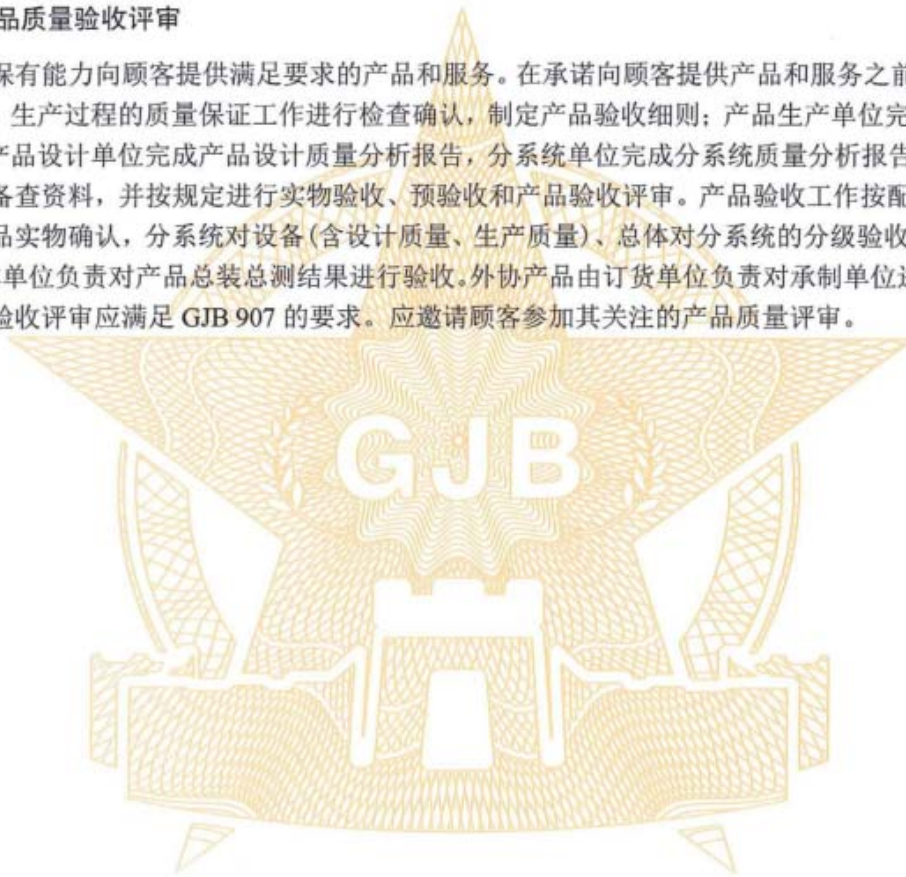 品质量验收评审
保有能力向顾客提供满足要求的产品和服务。在承诺向顾客提供产品和服务之前
生产过程的质量保证工作进行检查确认，制定产品验收细则；产品生产单位完
产品设计单位完成产品设计质量分析报告，分系统单位完成分系统质量分析报告
备查资料，并按规定进行实物验收、预验收和产品验收评审。产品验收工作按配
品实物确认，分系统对设备(含设计质量、生产质量)、总体对分系统的分级验收
单位负责对产品总装总测结果进行验收。外协产品由订货单位负责对承制单位进
验收评审应满足 GJB 907 的要求。应邀请顾客参加其关注的产品质量评审。
GJB